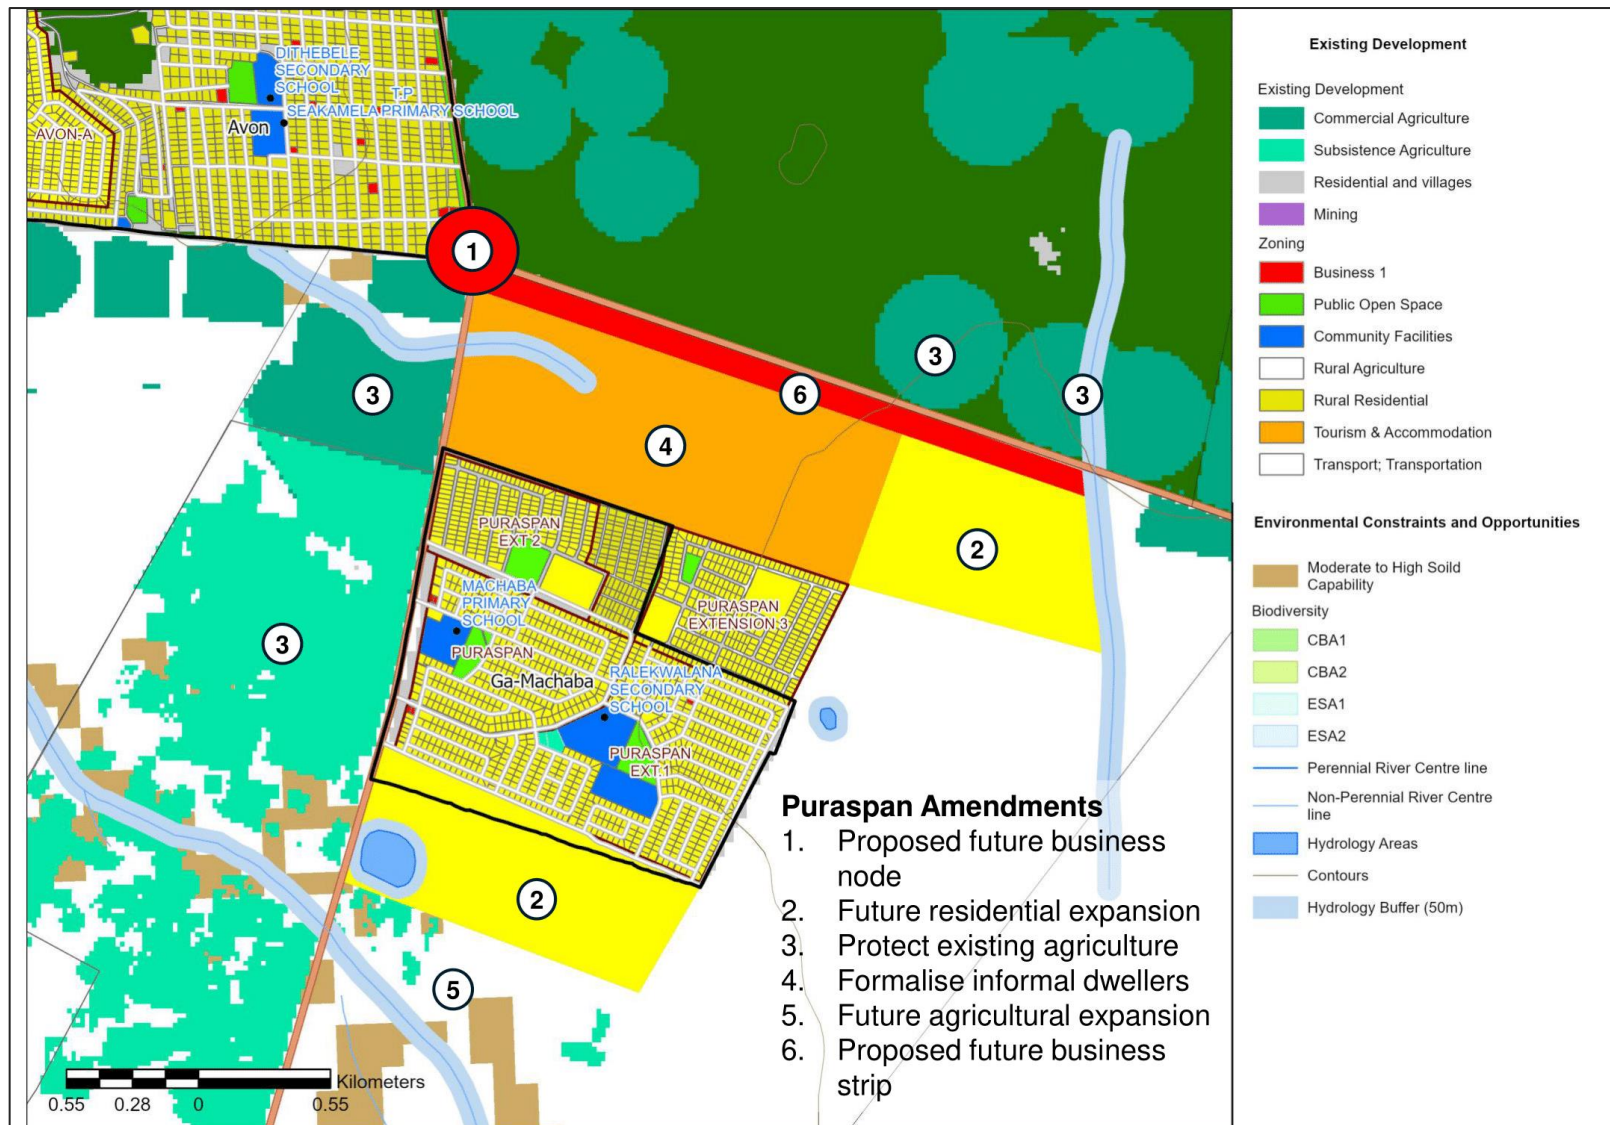 DITHEBELE
SECONDARY
SCHOOL
T.P
SEAKAMELA PRIMARY SCHOOL
Avon
AVON-A
1
3
3
3
6
4
2
PURASPAN
EXT 2
MACHABA
PRIMARY
SCHOOL
PURASPAN
EXTENSION 3
3
PURASPAN
Ga-Machaba
RALEKWALANA
SECONDARY
SCHOOL
PURASPAN
EXT.1
2
5
Puraspan Amendments
1. Proposed future business
node
2. Future residential expansion
3. Protect existing agriculture
4. Formalise informal dwellers
5. Future agricultural expansion
6. Proposed future business
strip
Kilometers
0.55 0.28 0 0.55
Existing Development
Existing Development
Commercial Agriculture
Subsistence Agriculture
Residential and villages
Mining
Zoning
Business 1
Public Open Space
Community Facilities
Rural Agriculture
Rural Residential
Tourism & Accommodation
Transport; Transportation
Environmental Constraints and Opportunities
Moderate to High Soild
Capability
Biodiversity
CBA1
CBA2
ESA1
ESA2
Perennial River Centre line
Non-Perennial River Centre
line
Hydrology Areas
Contours
Hydrology Buffer (50m)